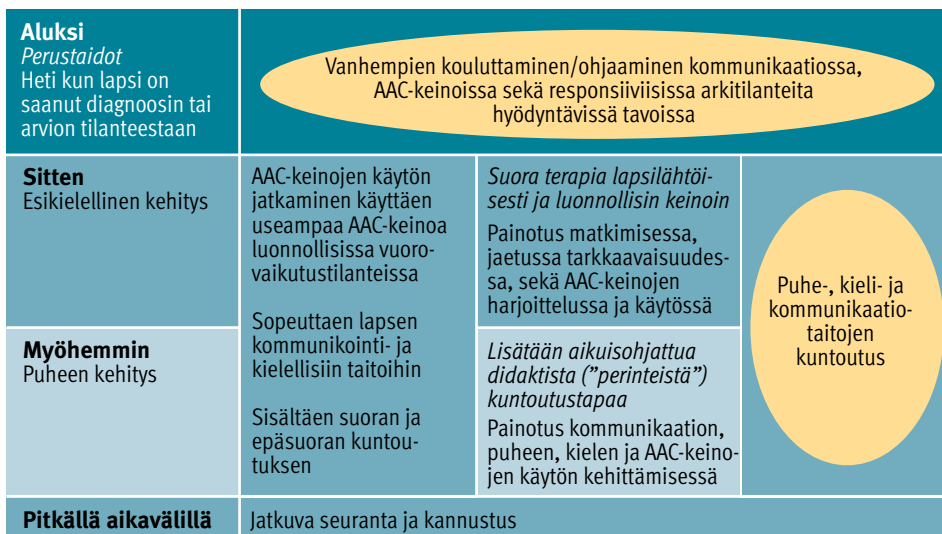 Aluksi
Perustaidot
Heti kun lapsi on
saanut diagnoosin tai
arvion tilanteestaan
Vanhempien kouluttaminen/ohjaaminen kommunikaatiossa,
AAC-keinoissa sekä responsiiviisissa arkitilanteita
hyödyntävissä tavoissa
Sitten
Esikielellinen kehitys
AAC-keinojen käytön
jatkaminen käyttäen
useampaa AAC-keinoa
luonnollisissa vuoro-
vaikutustilanteissa
Sopeuttaen lapsen
kommunikointi- ja
kielellisiin taitoihin
Sisältäen suoran ja
epäsuoran kuntou-
tuksen
Suora terapia lapsilähtöi-
sesti ja luonnollisin keinoin
Painotus matkimisessa,
jaetussa tarkkaavaisuudes-
sa, sekä AAC-keinojen
harjoittelussa ja käytössä
Puhe-, kieli- ja
kommunikaatio-
taitojen
kuntoutus
Myöhemmin
Puheen kehitys
Lisätään aikuisohjattua
didaktista (”perinteistä”)
kuntoutustapaa
Painotus kommunikaation,
puheen, kielen ja AAC-keino-
jen käytön kehittämisessä
Pitkällä aikavälillä
Jatkuva seuranta ja kannustus